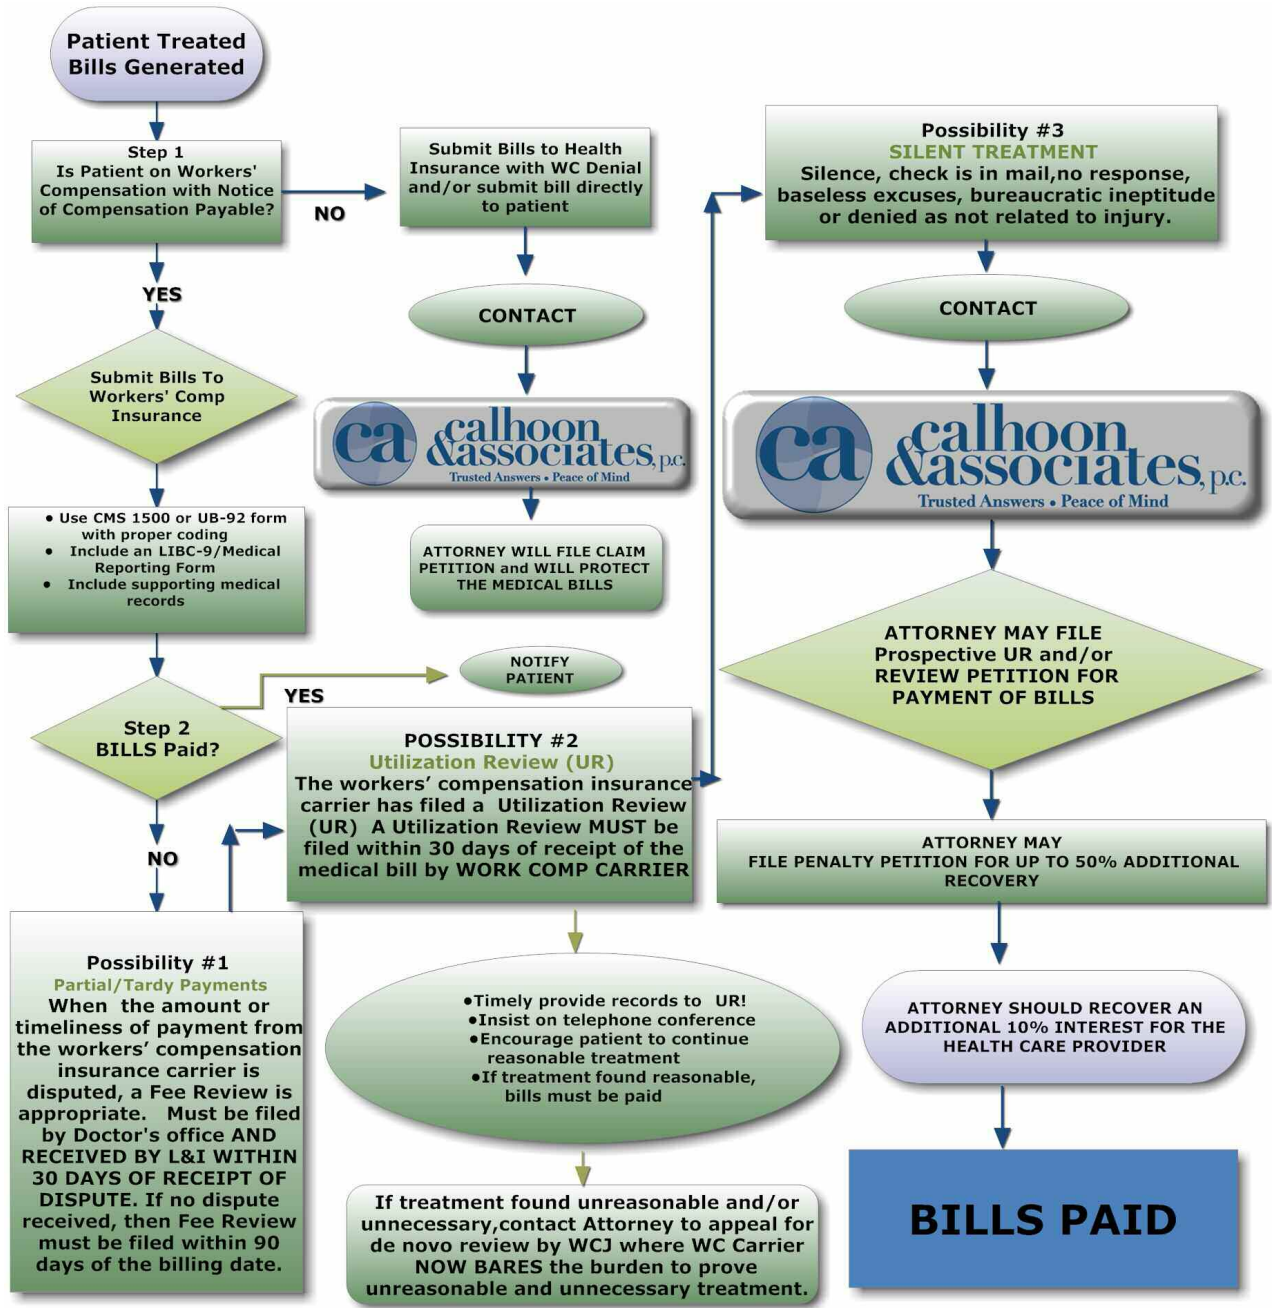 Patient Treated
Bills Generated
Step 1
Is Patient on Workers'
Compensation with Notice
of Compensation Payable?
NO
Submit Bills to Health
Insurance with WC Denial
and/or submit bill directly
to patient
CONTACT
ca calhoon
&associates, p.c.
Trusted Answers • Peace of Mind
ATTORNEY WILL FILE CLAIM
PETITION and WILL PROTECT
THE MEDICAL BILLS
YES
Submit Bills To
Workers' Comp
Insurance
• Use CMS 1500 or UB-92 form
with proper coding
• Include an LIBC-9/Medical
Reporting Form
• Include supporting medical
records
Step 2
BILLS Paid?
YES
NOTIFY
PATIENT
NO
Possibility #1
Partial/Tardy Payments
When the amount or
timeliness of payment from
the workers’ compensation
insurance carrier is
disputed, a Fee Review is
appropriate. Must be filed
by Doctor's office AND
RECEIVED BY L&I WITHIN
30 DAYS OF RECEIPT OF
DISPUTE. If no dispute
received, then Fee Review
must be filed within 90
days of the billing date.
POSSIBILITY #2
Utilization Review (UR)
The workers’ compensation insurance
carrier has filed a Utilization Review
(UR) A Utilization Review MUST be
filed within 30 days of receipt of the
medical bill by WORK COMP CARRIER
•Timely provide records to UR!
•Insist on telephone conference
•Encourage patient to continue
reasonable treatment
•If treatment found reasonable,
bills must be paid
If treatment found unreasonable and/or
unnecessary,contact Attorney to appeal for
de novo review by WCJ where WC Carrier
NOW BARES the burden to prove
unreasonable and unnecessary treatment.
Possibility #3
SILENT TREATMENT
Silence, check is in mail,no response,
baseless excuses, bureaucratic ineptitude
or denied as not related to injury.
CONTACT
ca calhoon
&associates, p.c.
Trusted Answers • Peace of Mind
ATTORNEY MAY FILE
Prospective UR and/or
REVIEW PETITION FOR
PAYMENT OF BILLS
ATTORNEY MAY
FILE PENALTY PETITION FOR UP TO 50% ADDITIONAL
RECOVERY
ATTORNEY SHOULD RECOVER AN
ADDITIONAL 10% INTEREST FOR THE
HEALTH CARE PROVIDER
BILLS PAID